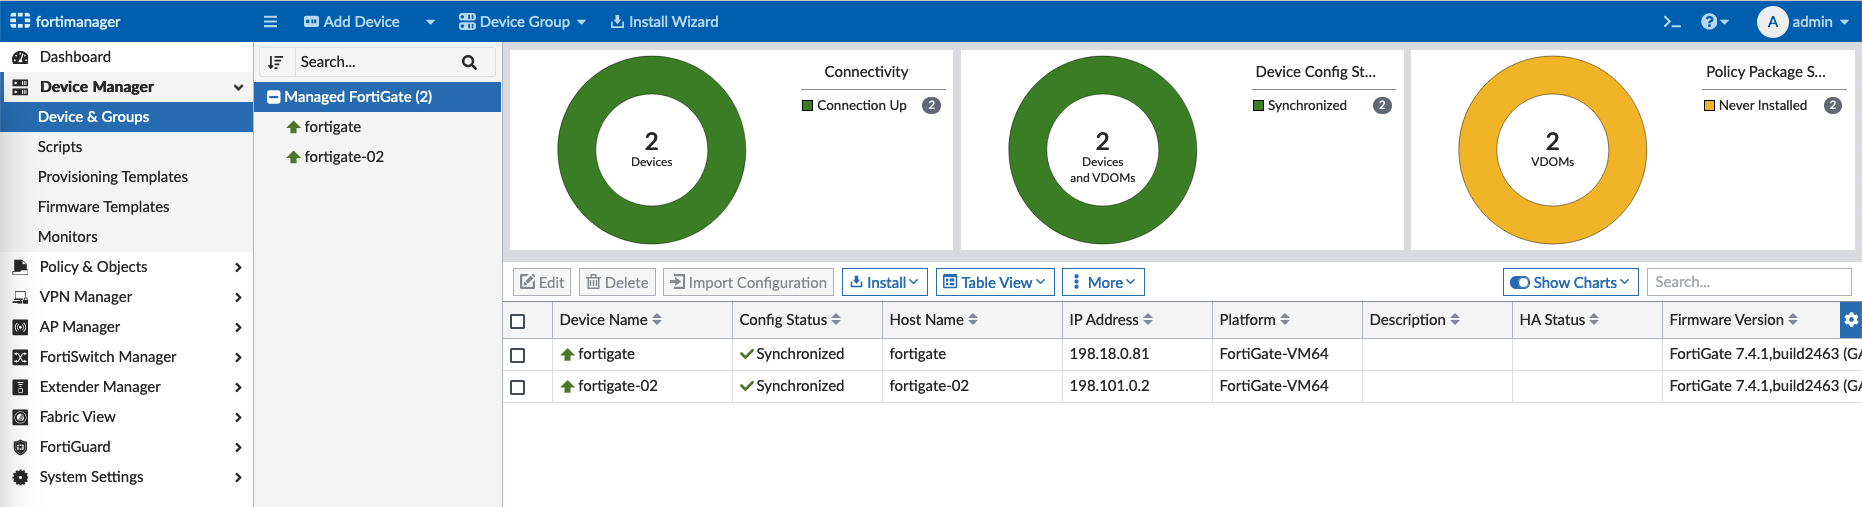 fortimanager
Add Device
Device Group
Install Wizard
A
admin
Dashboard
Device Manager
Device & Groups
Scripts
Provisioning Templates
Firmware Templates
Monitors
Policy & Objects
VPN Manager
AP Manager
FortiSwitch Manager
Extender Manager
Fabric View
FortiGuard
System Settings
Search...
Managed FortiGate (2)
fortigate
fortigate-02
2
Devices
Connectivity
Connection Up 2
2
Devices
and VDOMs
Device Config St...
Synchronized 2
2
VDOMs
Policy Package S...
Never Installed 2
Edit Delete Import Configuration Install Table View More Show Charts Search...
Device Name Config Status Host Name IP Address Platform Description HA Status Firmware Version
fortigate Synchronized fortigate 198.18.0.81 FortiGate-VM64 FortiGate 7.4.1,build2463 (GA
fortigate-02 Synchronized fortigate-02 198.101.0.2 FortiGate-VM64 FortiGate 7.4.1,build2463 (GA